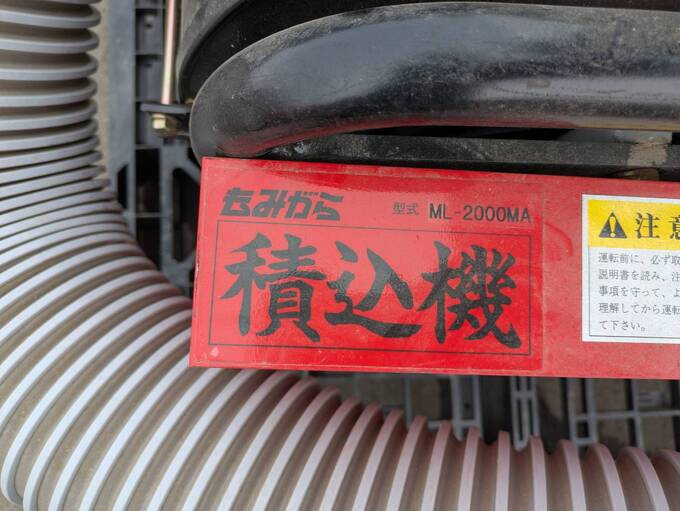 もみがら
型式 ML-2000MA
積込機
注意
運転前に、必ず取
説明書を読み、注
事項を守って、よ
理解してから運転
て下さい。